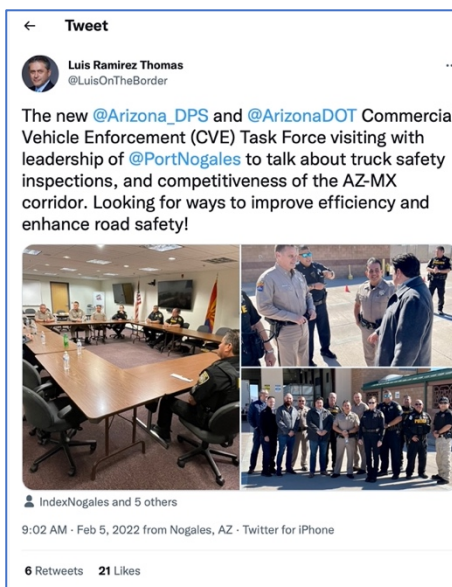 ← Tweet
Luis Ramirez Thomas
@LuisOnTheBorder
The new @Arizona_DPS and @ArizonaDOT Commercia
Vehicle Enforcement (CVE) Task Force visiting with
leadership of @PortNogales to talk about truck safety
inspections, and competitiveness of the AZ-MX
corridor. Looking for ways to improve efficiency and
enhance road safety!
IndexNogales and 5 others
9:02 AM · Feb 5, 2022 from Nogales, AZ · Twitter for iPhone
6 Retweets 21 Likes